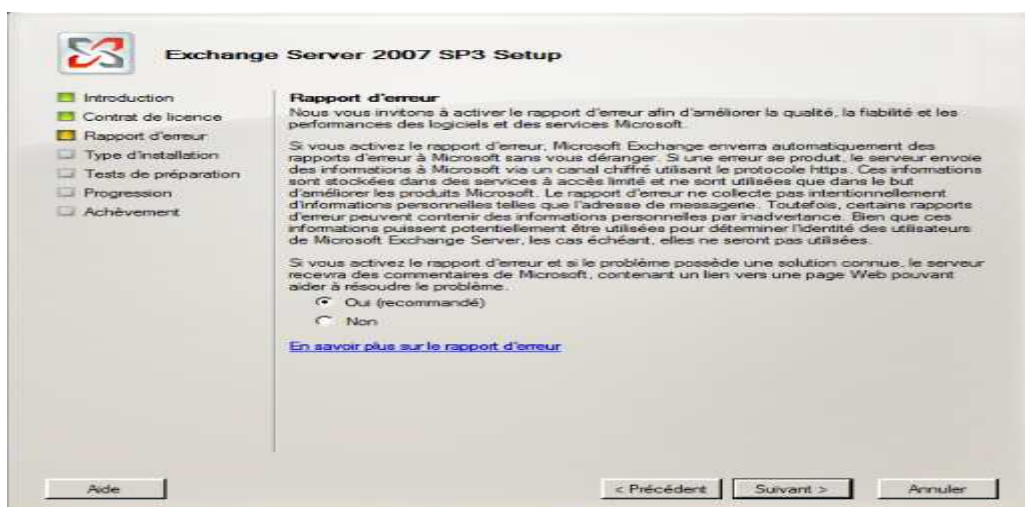 Exchange Server 2007 SP3 Setup
Introduction
Contrat de licence
Rapport d'erreur
Type d'installation
Tests de préparation
Progression
Achèvement
Rapport d'erreur
Nous vous invitons à activer le rapport d'erreur afin d'améliorer la qualité, la fiabilité et les
performances des logiciels et des services Microsoft.
Si vous activez le rapport d'erreur, Microsoft Exchange enverra automatiquement des
rapports d'erreur à Microsoft sans vous déranger. Si une erreur se produit, le serveur envoie
des informations à Microsoft via un canal chiffré utilisant le protocole https. Ces informations
sont stockées dans des services à accès limité et ne sont utilisées que dans le but
d'améliorer les produits Microsoft. Le rapport d'erreur ne collecte pas intentionnellement
d'informations personnelles telles que l'adresse de messagerie. Toutefois, certains rapports
d'erreur peuvent contenir des informations personnelles par inadvertance. Bien que ces
informations puissent potentiellement être utilisées pour déterminer l'identité des utilisateurs
de Microsoft Exchange Server, les cas échéant, elles ne seront pas utilisées.
Si vous activez le rapport d'erreur et si le problème possède une solution connue, le serveur
recevra des commentaires de Microsoft, contenant un lien vers une page Web pouvant
aider à résoudre le problème.
Oui (recommandé)
Non
En savoir plus sur le rapport d'erreur
Aide
< Précédent
Suivant >
Annuler